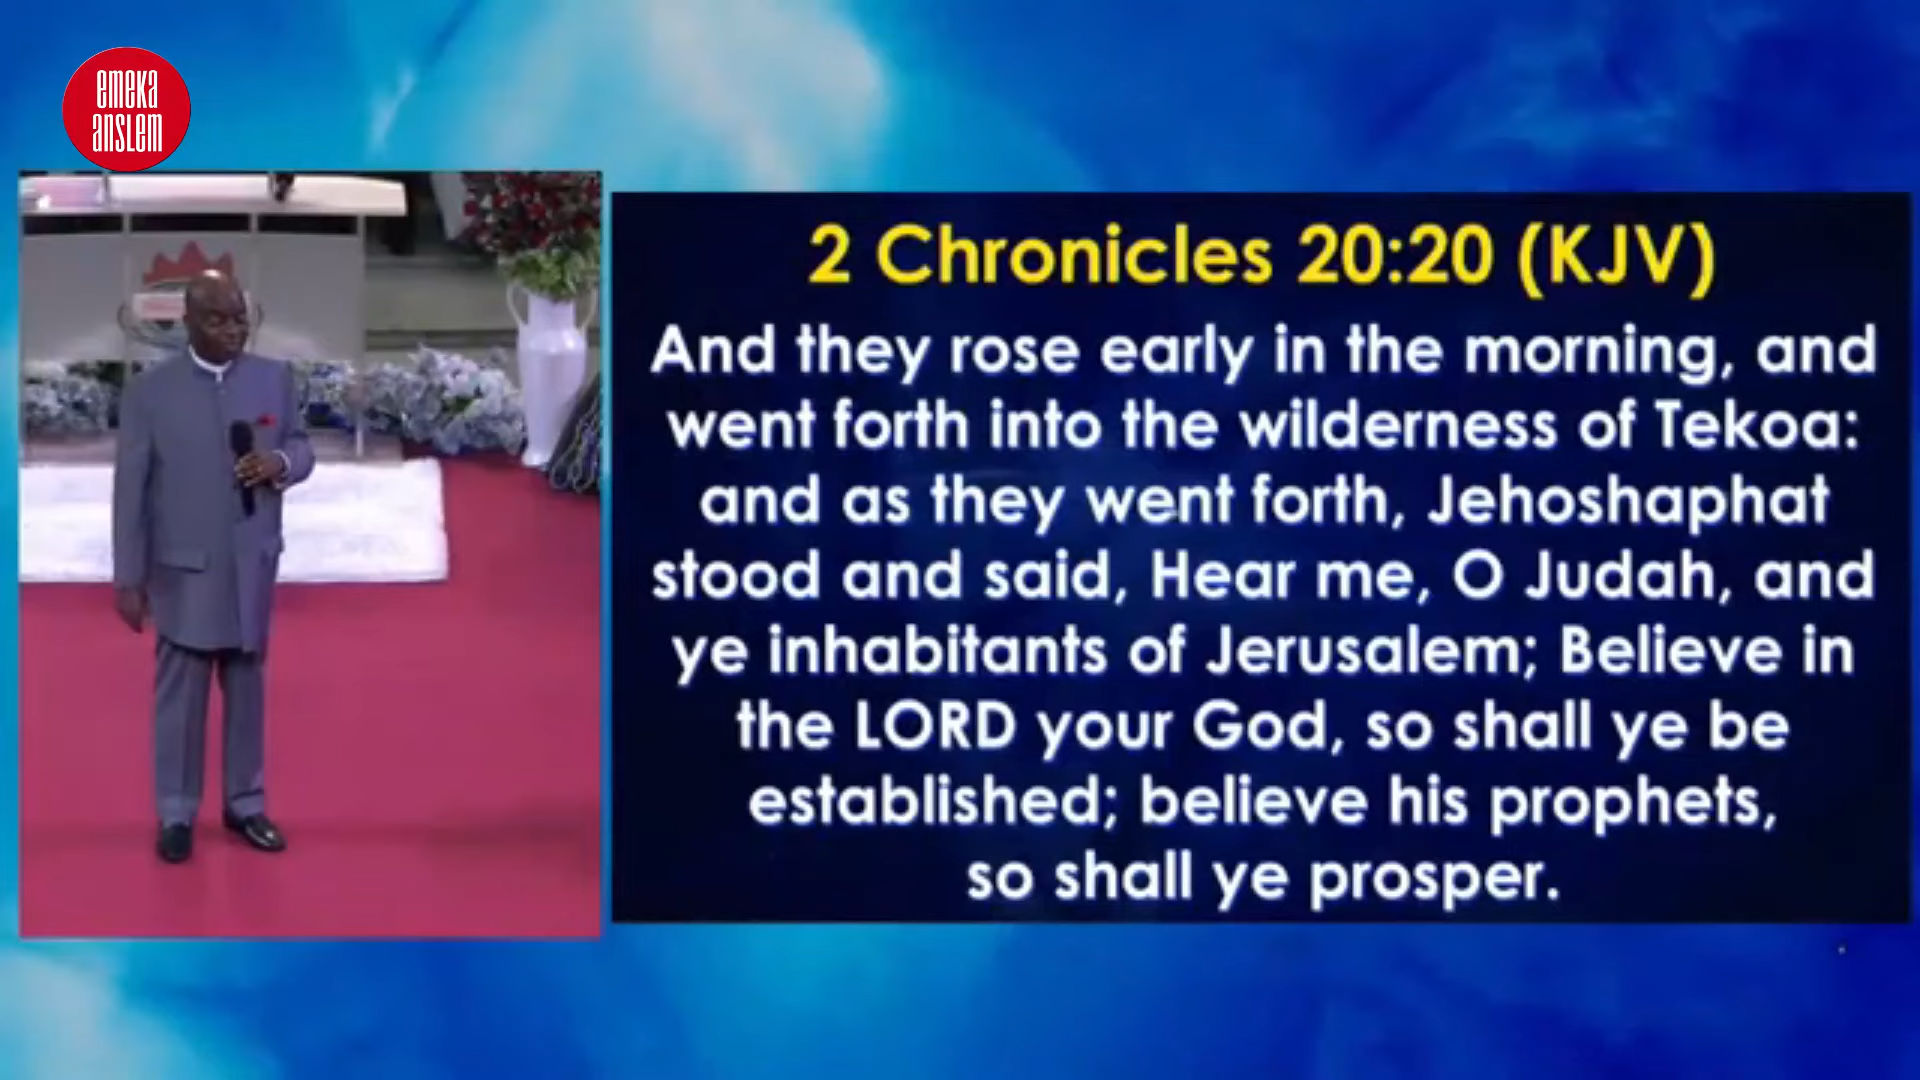 emeka
anslem
2 Chronicles 20:20 (KJV)
And they rose early in the morning, and
went forth into the wilderness of Tekoa:
and as they went forth, Jehoshaphat
stood and said, Hear me, O Judah, and
ye inhabitants of Jerusalem; Believe in
the LORD your God, so shall ye be
established; believe his prophets,
so shall ye prosper.